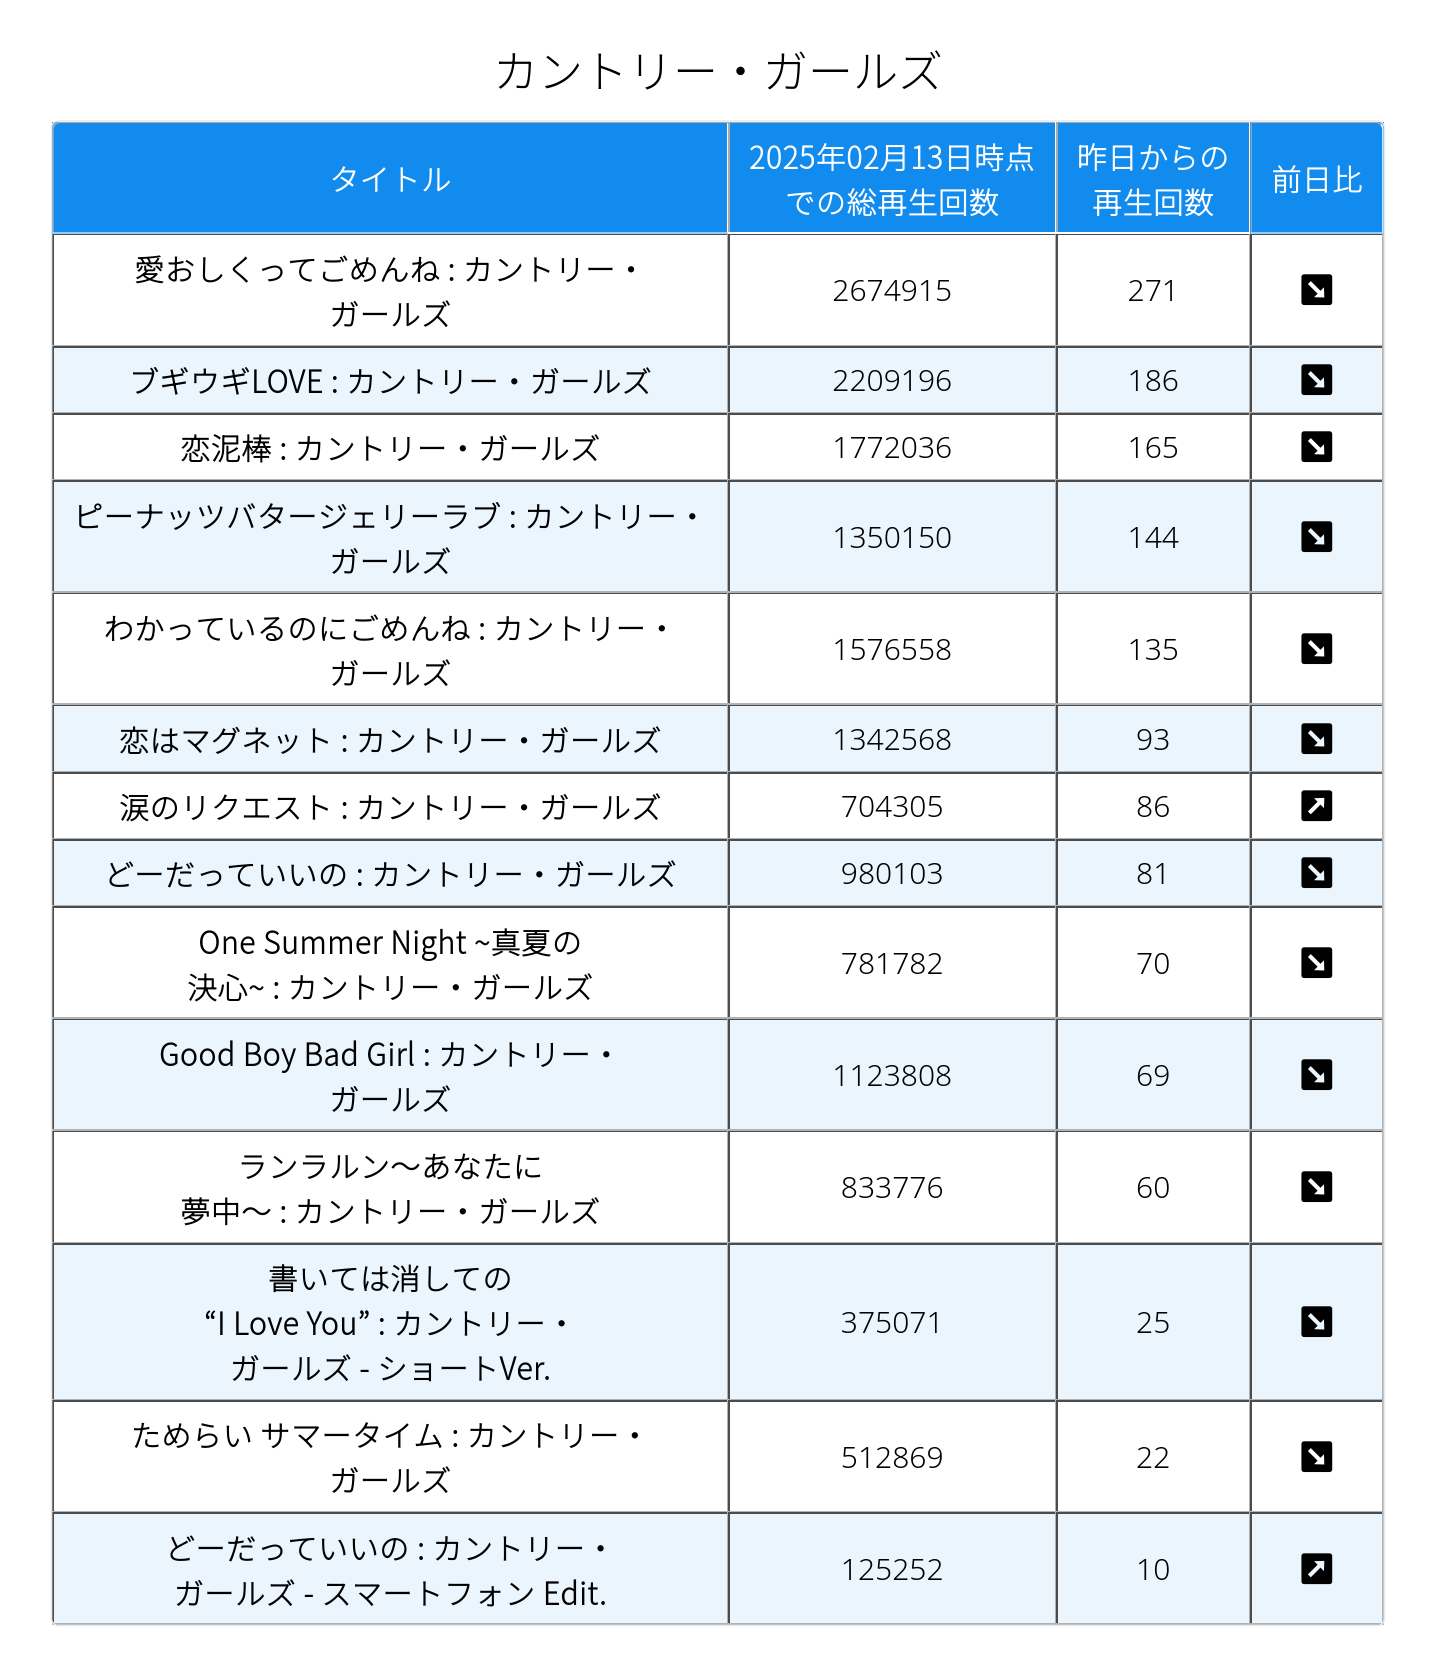 カントリー・ガールズ
タイトル
2025年02月13日時点
での総再生回数
昨日からの
再生回数
前日比
愛おしくってごめんね : カントリー・
ガールズ
2674915
271
ブギウギLOVE : カントリー・ガールズ
2209196
186
恋泥棒 : カントリー・ガールズ
1772036
165
ピーナッツバタージェリーラブ : カントリー・
ガールズ
1350150
144
わかっているのにごめんね : カントリー・
ガールズ
1576558
135
恋はマグネット : カントリー・ガールズ
1342568
93
涙のリクエスト : カントリー・ガールズ
704305
86
どーだっていいの : カントリー・ガールズ
980103
81
One Summer Night ~真夏の
決心~ : カントリー・ガールズ
781782
70
Good Boy Bad Girl : カントリー・
ガールズ
1123808
69
ランラルン～あなたに
夢中～ : カントリー・ガールズ
833776
60
書いては消しての
“I Love You” : カントリー・
ガールズ - ショートVer.
375071
25
ためらい サマータイム : カントリー・
ガールズ
512869
22
どーだっていいの : カントリー・
ガールズ - スマートフォン Edit.
125252
10